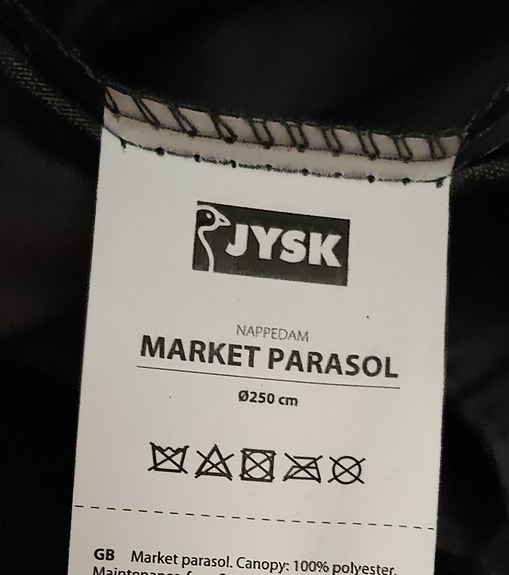 JYSK
NAPPEDAM
MARKET PARASOL
Ø250 cm
GB Market parasol. Canopy: 100% polyester.